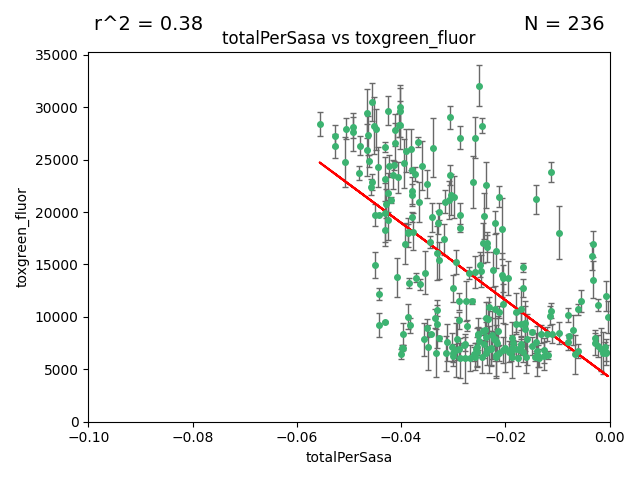 r^2 = 0.38
N = 236
totalPerSasa vs toxgreen_fluor
35000
30000
25000
20000
15000
10000
5000
0
toxgreen_fluor
−0.10
−0.08
−0.06
−0.04
−0.02
0.00
totalPerSasa